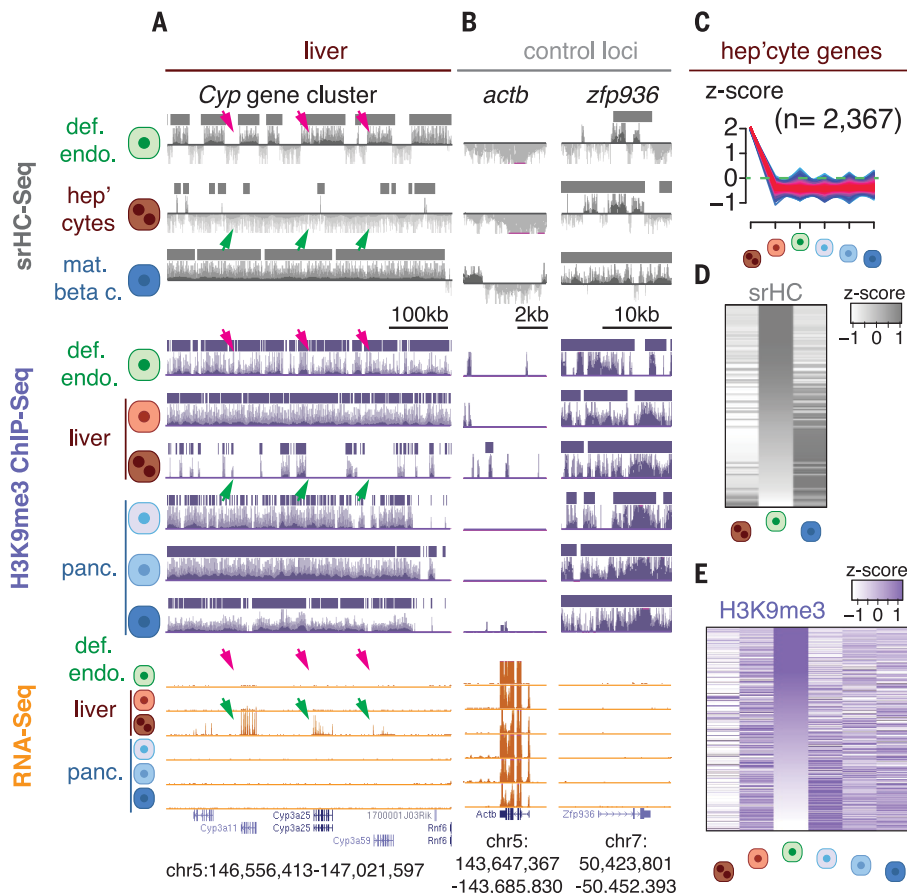 A
B
C
liver
control loci
hep'cyte genes
Cyp gene cluster
actb
zfp936
z-score
(n= 2,367)
2
1
0
−1
srHC-Seq
def.
endo.
hep'
cytes
mat.
beta c.
100kb
2kb
10kb
D
srHC
z-score
−1 0 1
H3K9me3 ChIP-Seq
def.
endo.
liver
panc.
E
H3K9me3
z-score
−1 0 1
RNA-Seq
def.
endo.
liver
panc.
Cyp3a11
Cyp3a25
Cyp3a25
Cyp3a59
1700001J03Rik
Rnf6
Rnf6
Actb
Zfp936
chr5:146,556,413-147,021,597
chr5:
143,647,367
-143.685.830
chr7:
50,423,801
-50.452.393